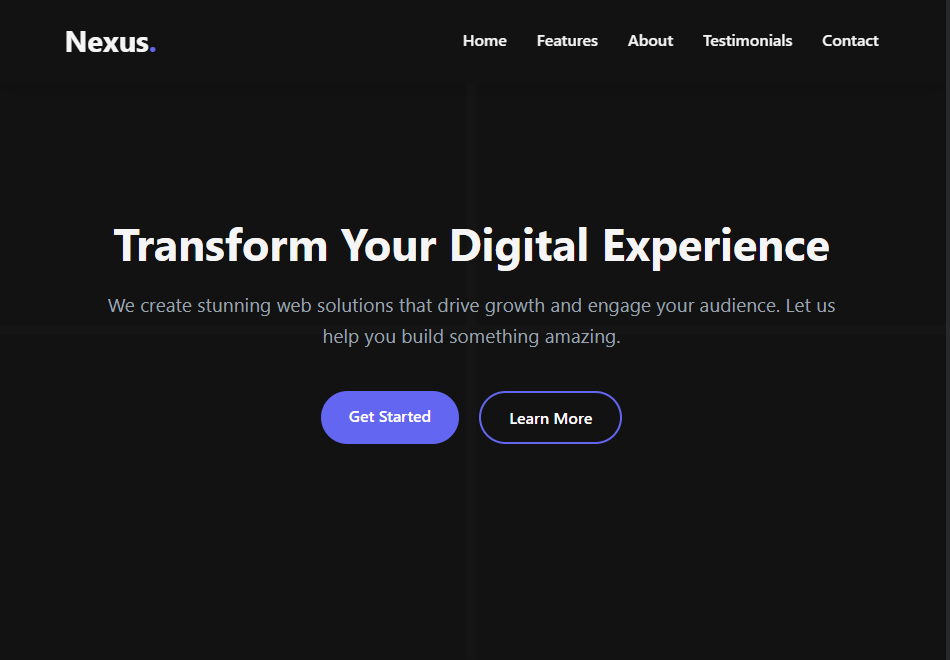 Nexus.
Home Features About Testimonials Contact
Transform Your Digital Experience
We create stunning web solutions that drive growth and engage your audience. Let us
help you build something amazing.
Get Started Learn More